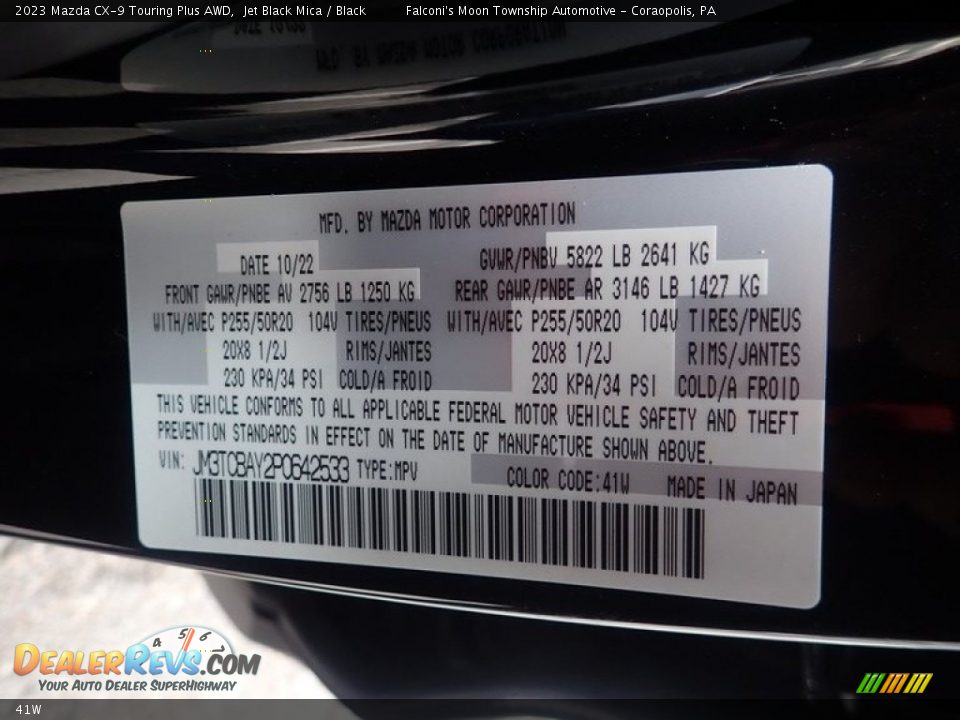 2023 Mazda CX-9 Touring Plus AWD, Jet Black Mica / Black Falconi's Moon Township Automotive - Coraopolis, PA
MFD. BY MAZDA MOTOR CORPORATION
DATE 10/22 GVWR/PNBV 5822 LB 2641 KG
FRONT GAWR/PNBE AV 2756 LB 1250 KG REAR GAWR/PNBE AR 3146 LB 1427 KG
WITH/AVEC P255/50R20 104V TIRES/PNEUS WITH/AVEC P255/50R20 104V TIRES/PNEUS
20X8 1/2J RIMS/JANTES 20X8 1/2J RIMS/JANTES
230 KPA/34 PSI COLD/A FROID 230 KPA/34 PSI COLD/A FROID
THIS VEHICLE CONFORMS TO ALL APPLICABLE FEDERAL MOTOR VEHICLE SAFETY AND THEFT
PREVENTION STANDARDS IN EFFECT ON THE DATE OF MANUFACTURE SHOWN ABOVE.
VIN: JM3TCBAY2P0642533 TYPE:MPV COLOR CODE:41W MADE IN JAPAN
4 5 6
DEALERREVS.COM
YOUR AUTO DEALER SUPERHIGHWAY
41W